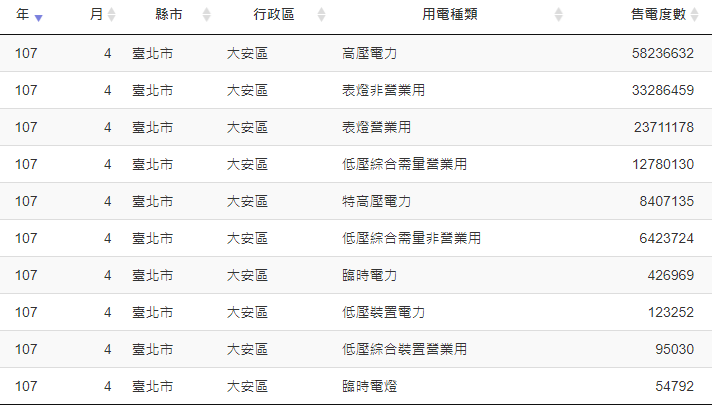 年 月 縣市 行政區 用電種類 售電度數
107 4 臺北市 大安區 高壓電力 58236632
107 4 臺北市 大安區 表燈非營業用 33286459
107 4 臺北市 大安區 表燈營業用 23711178
107 4 臺北市 大安區 低壓綜合需量營業用 12780130
107 4 臺北市 大安區 特高壓電力 8407135
107 4 臺北市 大安區 低壓綜合需量非營業用 6423724
107 4 臺北市 大安區 臨時電力 426969
107 4 臺北市 大安區 低壓裝置電力 123252
107 4 臺北市 大安區 低壓綜合裝置營業用 95030
107 4 臺北市 大安區 臨時電燈 54792